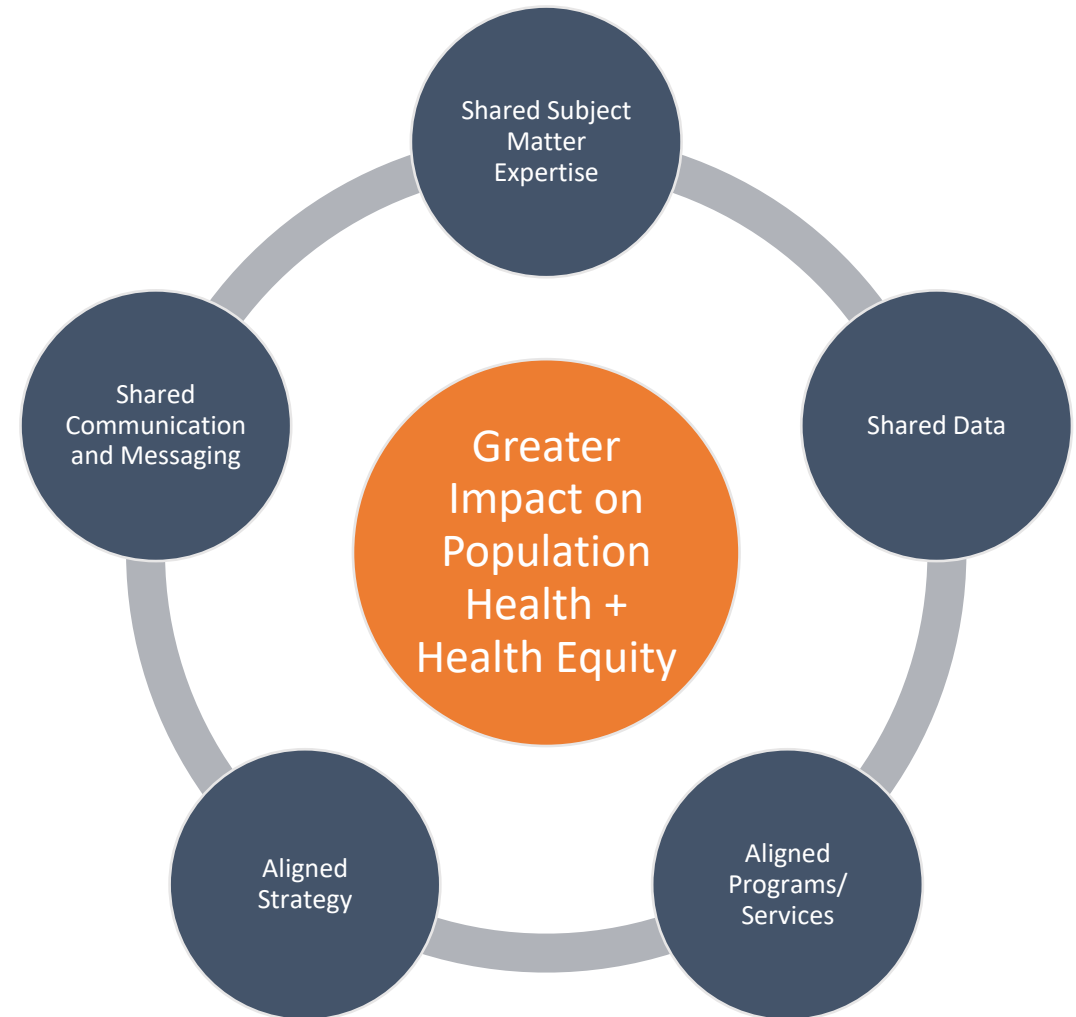 Shared Subject
Matter
Expertise
Shared Data
Aligned
Programs/
Services
Aligned
Strategy
Shared
Communication
and Messaging
Greater
Impact on
Population
Health +
Health Equity